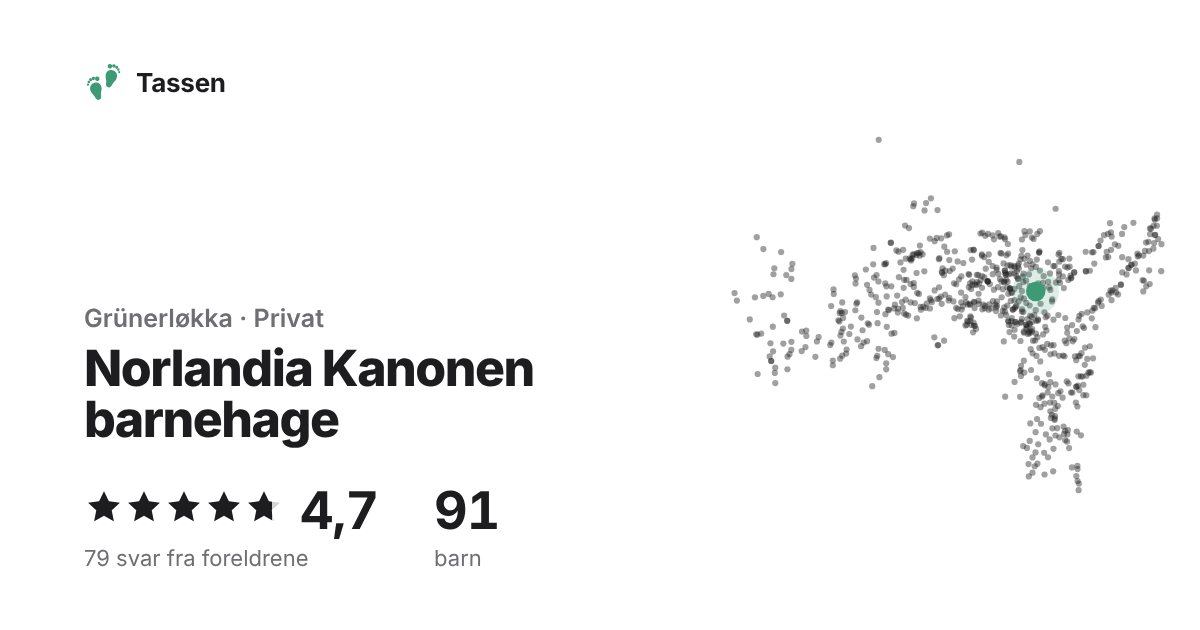 Tassen
Grünerløkka · Privat
Norlandia Kanonen
barnehage
4,7
91
79 svar fra foreldrene
barn